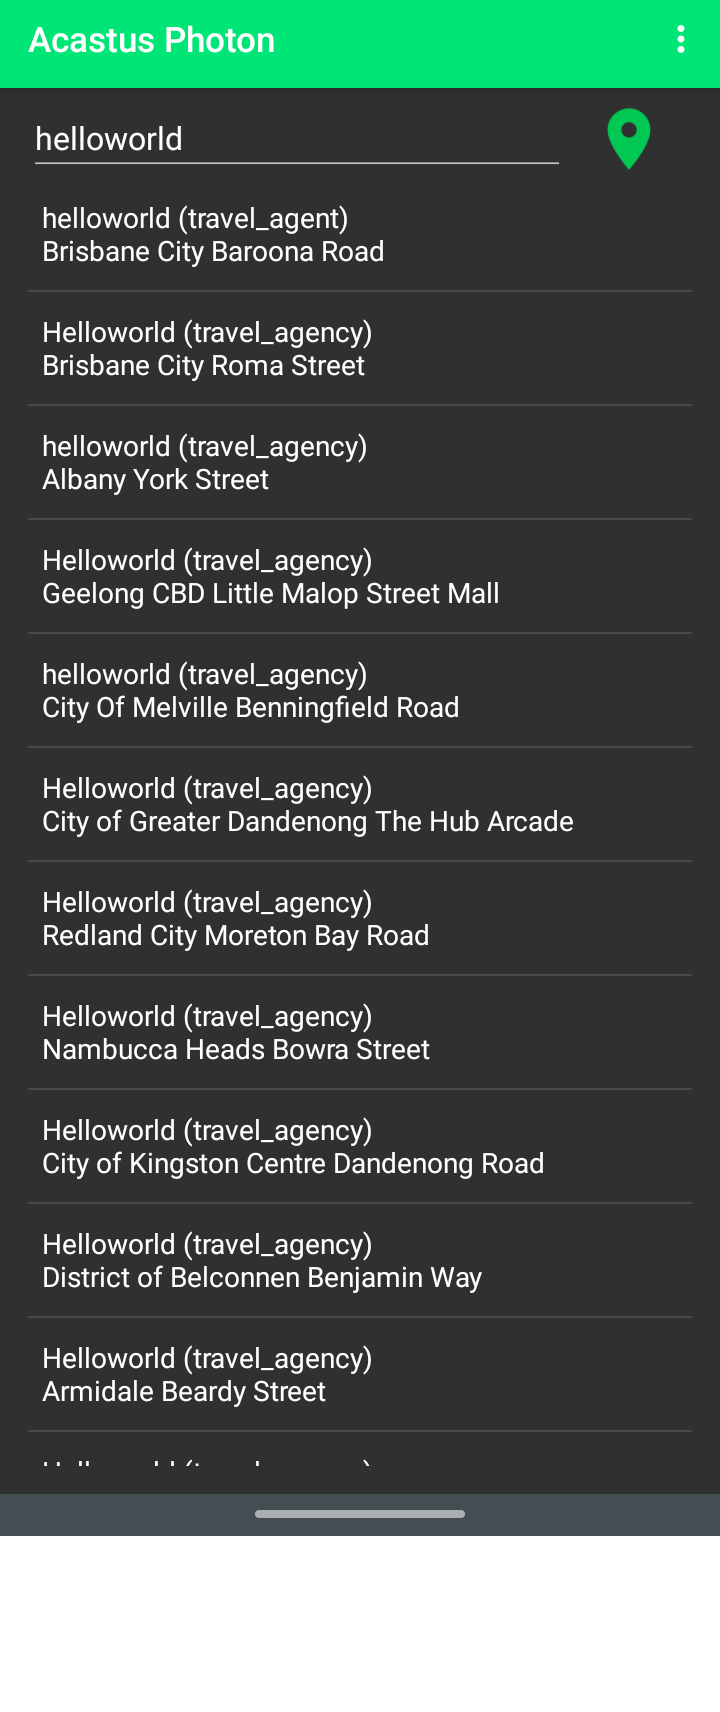 Acastus Photon
helloworld
helloworld (travel_agent)
Brisbane City Baroona Road
Helloworld (travel_agency)
Brisbane City Roma Street
helloworld (travel_agency)
Albany York Street
Helloworld (travel_agency)
Geelong CBD Little Malop Street Mall
helloworld (travel_agency)
City Of Melville Benningfield Road
Helloworld (travel_agency)
City of Greater Dandenong The Hub Arcade
Helloworld (travel_agency)
Redland City Moreton Bay Road
Helloworld (travel_agency)
Nambucca Heads Bowra Street
Helloworld (travel_agency)
City of Kingston Centre Dandenong Road
Helloworld (travel_agency)
District of Belconnen Benjamin Way
Helloworld (travel_agency)
Armidale Beardy Street